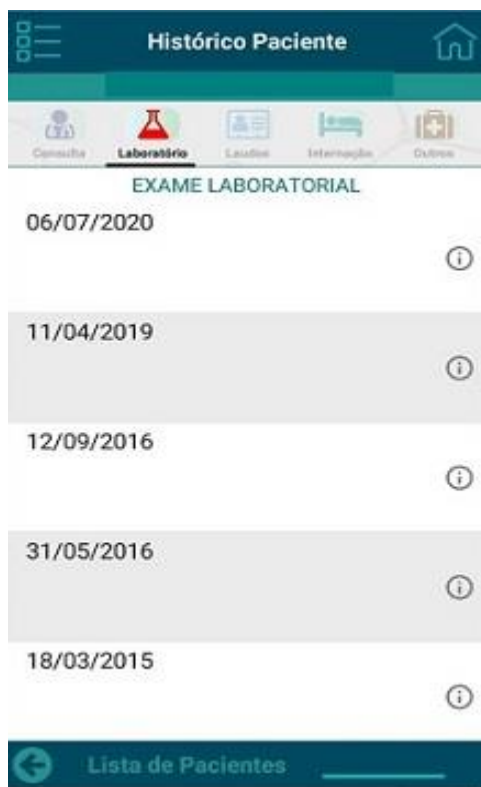 Histórico Paciente
Consulta Laboratório Laudos Internação Outros
EXAME LABORATORIAL
06/07/2020
11/04/2019
12/09/2016
31/05/2016
18/03/2015
Lista de Pacientes